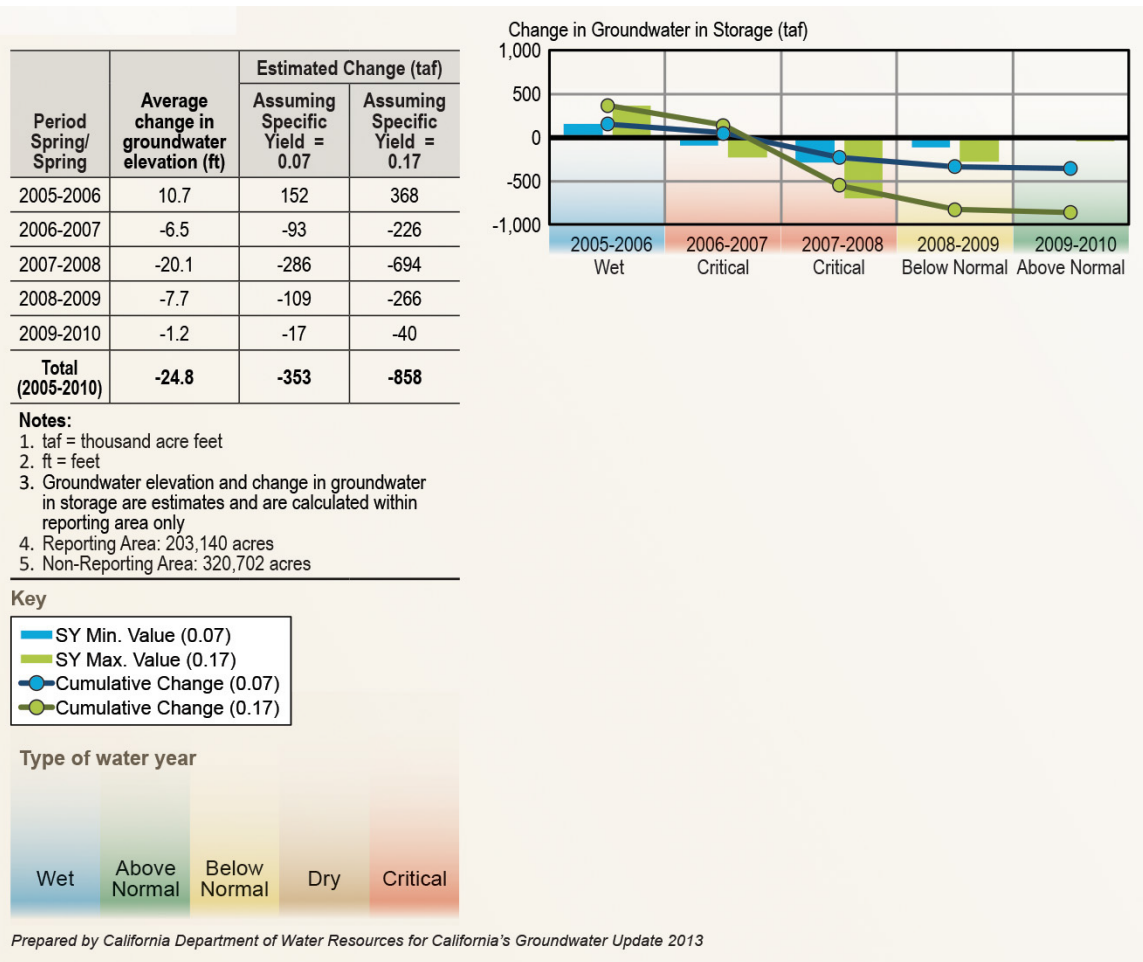 Estimated Change (taf)
Period Spring/ Spring
Average change in groundwater elevation (ft)
Assuming Specific Yield = 0.07
Assuming Specific Yield = 0.17
2005-2006 10.7 152 368
2006-2007 -6.5 -93 -226
2007-2008 -20.1 -286 -694
2008-2009 -7.7 -109 -266
2009-2010 -1.2 -17 -40
Total (2005-2010) -24.8 -353 -858
Notes:
1. taf = thousand acre feet
2. ft = feet
3. Groundwater elevation and change in groundwater
in storage are estimates and are calculated within
reporting area only
4. Reporting Area: 203,140 acres
5. Non-Reporting Area: 320,702 acres
Key
SY Min. Value (0.07)
SY Max. Value (0.17)
Cumulative Change (0.07)
Cumulative Change (0.17)
Type of water year
Wet
Above Normal
Below Normal
Dry
Critical
Change in Groundwater in Storage (taf)
1,000
500
0
-500
-1,000
2005-2006 2006-2007 2007-2008 2008-2009 2009-2010
Wet Critical Critical Below Normal Above Normal
Prepared by California Department of Water Resources for California's Groundwater Update 2013